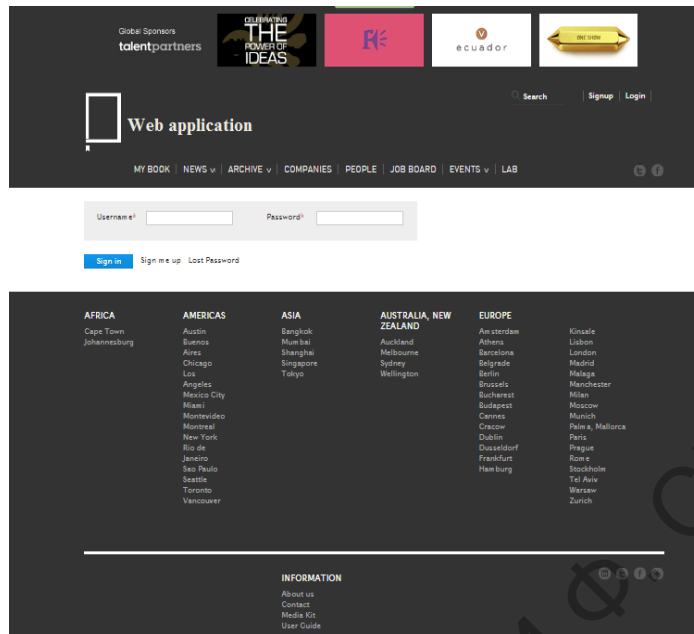 Global Sponsors
talentpartners
CELEBRATING
THE
POWER OF
IDEAS
ecuador
ONE SHOW
Search
Signup
Login
Web application
MY BOOK
NEWS
ARCHIVE
COMPANIES
PEOPLE
JOB BOARD
EVENTS
LAB
Username*
Password*
Sign in
Sign me up
Lost Password
AFRICA
Cape Town
Johannesburg
AMERICAS
Austin
Buenos
Aires
Chicago
Los
Angeles
Mexico City
Miami
Montevideo
Montreal
New York
Rio de
Janeiro
Sao Paulo
Seattle
Toronto
Vancouver
ASIA
Bangkok
Mumbai
Shanghai
Singapore
Tokyo
AUSTRALIA, NEW
ZEALAND
Auckland
Melbourne
Sydney
Wellington
EUROPE
Amsterdam
Athens
Barcelona
Belgrade
Berlin
Brussels
Bucharest
Budapest
Cannes
Cracow
Dublin
Dusseldorf
Frankfurt
Hamburg
Kinsale
Lisbon
London
Madrid
Malaga
Manchester
Milan
Moscow
Munich
Palma, Mallorca
Paris
Prague
Rome
Stockholm
Tel Aviv
Warsaw
Zurich
INFORMATION
About us
Contact
Media Kit
User Guide